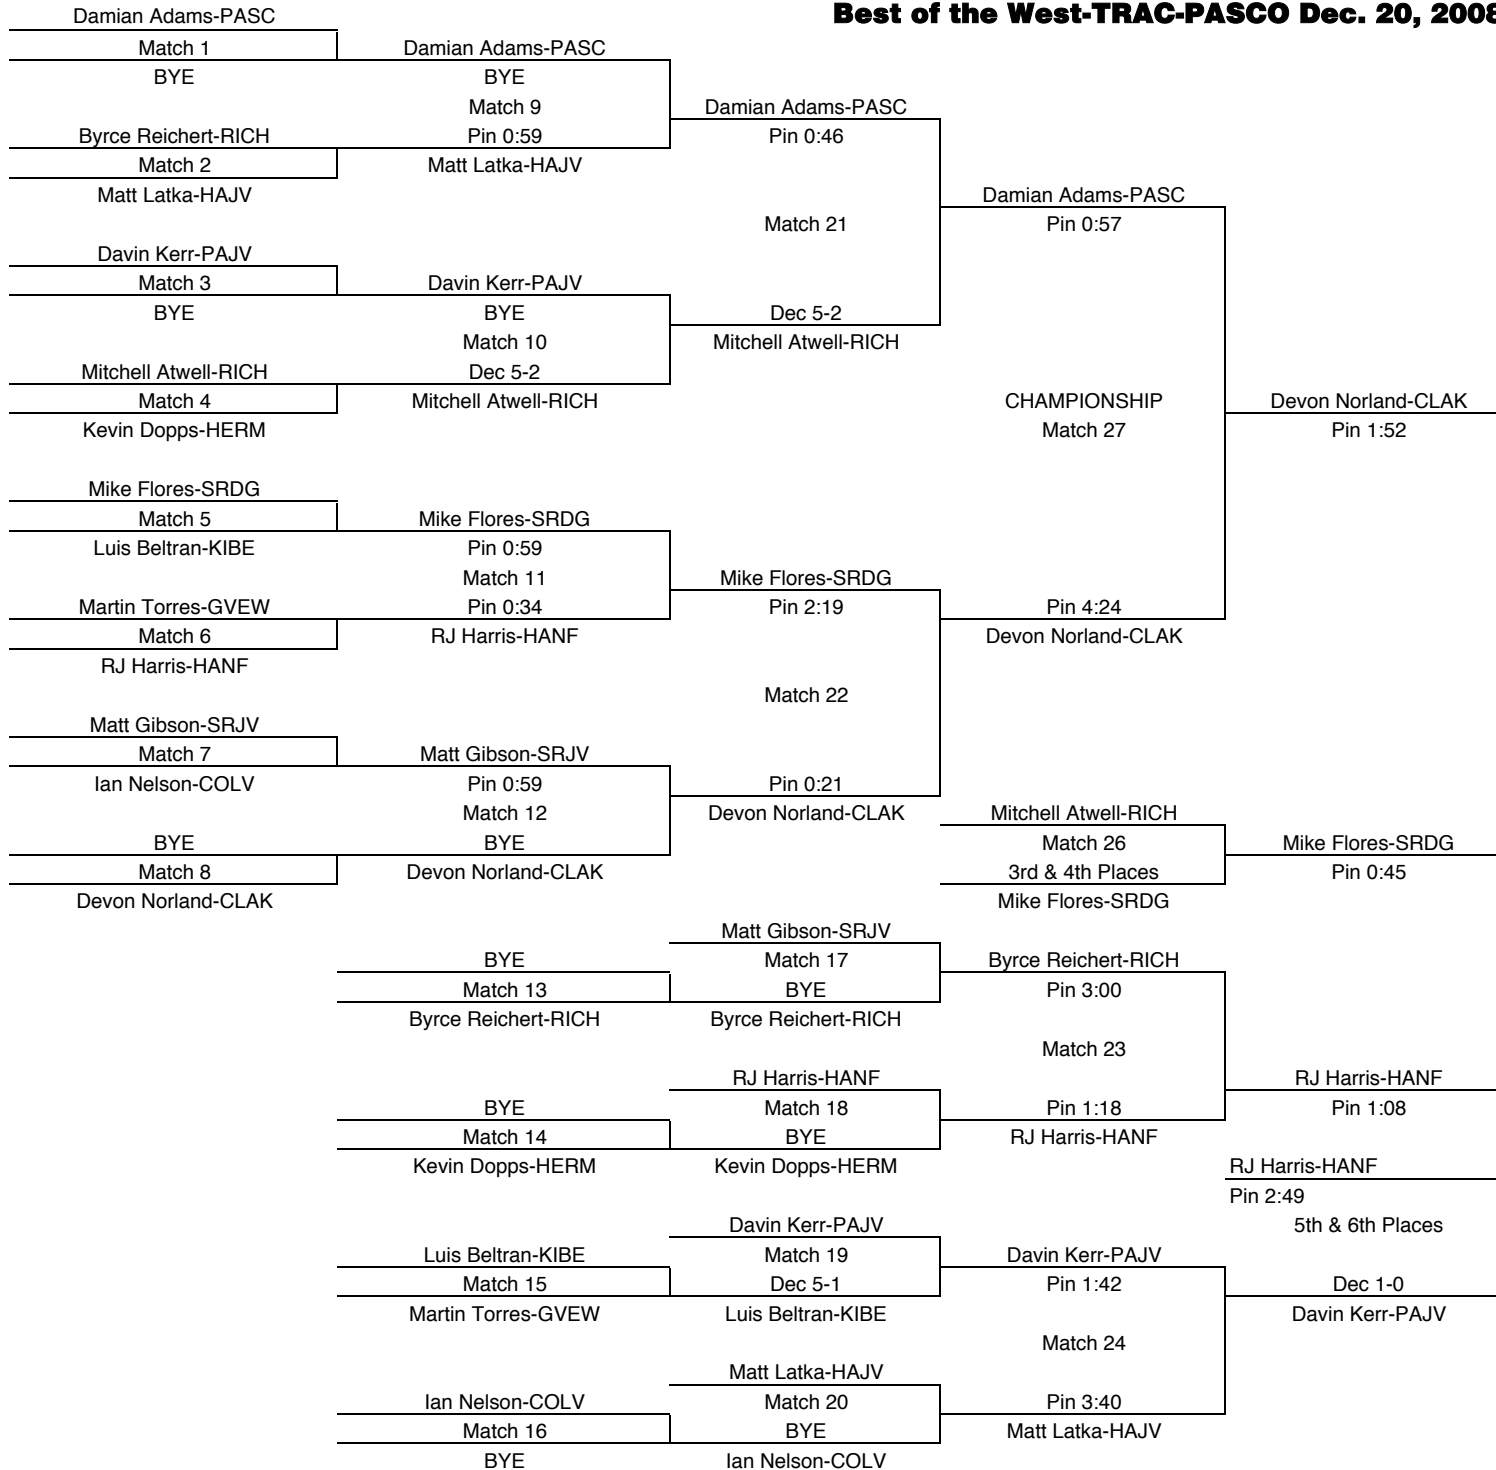 Best of the West-TRAC-PASCO Dec. 20, 2008
Damian Adams-PASC
Match 1
BYE
Byrce Reichert-RICH
Match 2
Matt Latka-HAJV
Davin Kerr-PAJV
Match 3
BYE
Mitchell Atwell-RICH
Match 4
Kevin Dopps-HERM
Mike Flores-SRDG
Match 5
Luis Beltran-KIBE
Martin Torres-GVEW
Match 6
RJ Harris-HANF
Matt Gibson-SRJV
Match 7
Ian Nelson-COLV
BYE
Match 8
Devon Norland-CLAK
Damian Adams-PASC
BYE
Match 9
Pin 0:59
Matt Latka-HAJV
Davin Kerr-PAJV
BYE
Match 10
Dec 5-2
Mitchell Atwell-RICH
Mike Flores-SRDG
Pin 0:59
Match 11
Pin 0:34
RJ Harris-HANF
Matt Gibson-SRJV
Pin 0:59
Match 12
BYE
Devon Norland-CLAK
Damian Adams-PASC
Pin 0:46
Match 21
Dec 5-2
Mitchell Atwell-RICH
Mike Flores-SRDG
Pin 2:19
Match 22
Pin 0:21
Devon Norland-CLAK
Damian Adams-PASC
Pin 0:57
CHAMPIONSHIP
Match 27
Pin 4:24
Devon Norland-CLAK
Devon Norland-CLAK
Pin 1:52
Mitchell Atwell-RICH
Match 26
3rd & 4th Places
Mike Flores-SRDG
Mike Flores-SRDG
Pin 0:45
BYE
Match 13
Byrce Reichert-RICH
BYE
Match 14
Kevin Dopps-HERM
Luis Beltran-KIBE
Match 15
Martin Torres-GVEW
Ian Nelson-COLV
Match 16
BYE
Matt Gibson-SRJV
Match 17
BYE
Byrce Reichert-RICH
RJ Harris-HANF
Match 18
BYE
Kevin Dopps-HERM
Davin Kerr-PAJV
Match 19
Dec 5-1
Luis Beltran-KIBE
Matt Latka-HAJV
Match 20
BYE
Ian Nelson-COLV
Byrce Reichert-RICH
Pin 3:00
Match 23
Pin 1:18
RJ Harris-HANF
Davin Kerr-PAJV
Pin 1:42
Match 24
Pin 3:40
Matt Latka-HAJV
RJ Harris-HANF
Pin 1:08
RJ Harris-HANF
Pin 2:49
5th & 6th Places
Dec 1-0
Davin Kerr-PAJV